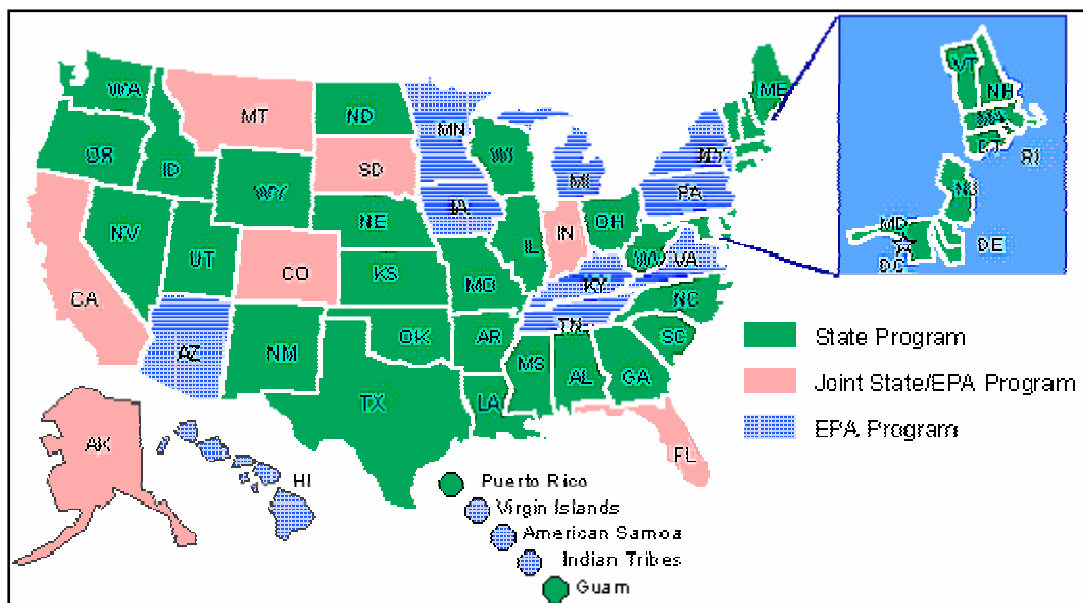 WA
MT
ND
MN
ME
VT
NH
MA
CT
RI
NJ
MD
DE
DC
OR
ID
WY
SD
WI
MI
NY
PA
IA
NE
NV
UT
CO
KS
MO
IL
IN
OH
WV
VA
KY
CA
AZ
NM
OK
AR
TN
NC
SC
MS
AL
GA
TX
LA
FL
AK
HI
State Program
Joint State/EPA Program
EPA Program
Puerto Rico
Virgin Islands
American Samoa
Indian Tribes
Guam